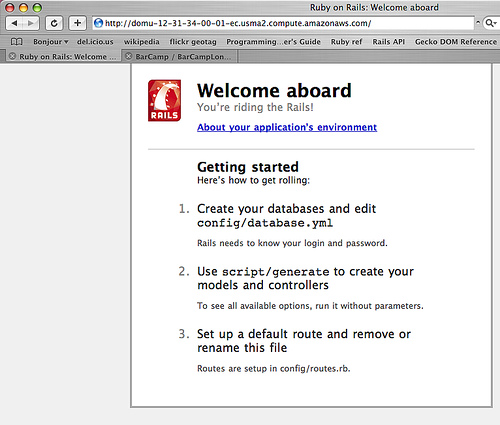 Ruby on Rails: Welcome aboard
http://domu-12-31-34-00-01-ec.usma2.compute.amazonaws.com/
Bonjour ▾ del.icio.us wikipedia flickr geotag Programming...er's Guide Ruby ref Rails API Gecko DOM Reference
Ruby on Rails: Welcome ... BarCamp / BarCampLon...
RAILS
Welcome aboard
You're riding the Rails!
About your application's environment
Getting started
Here's how to get rolling:
1. Create your databases and edit
config/database.yml
Rails needs to know your login and password.
2. Use script/generate to create your
models and controllers
To see all available options, run it without parameters.
3. Set up a default route and remove or
rename this file
Routes are setup in config/routes.rb.